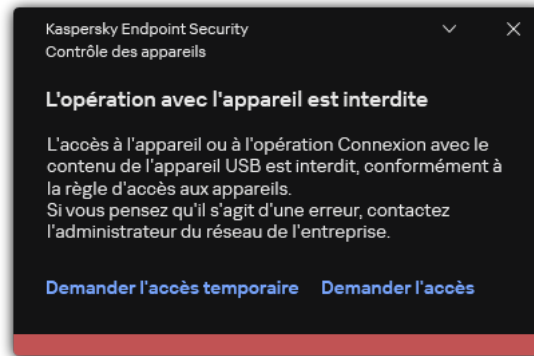 Kaspersky Endpoint Security
Contrôle des appareils
L'opération avec l'appareil est interdite
L'accès à l'appareil ou à l'opération Connexion avec le
contenu de l'appareil USB est interdit, conformément à
la règle d'accès aux appareils.
Si vous pensez qu'il s'agit d'une erreur, contactez
l'administrateur du réseau de l'entreprise.
Demander l'accès temporaire Demander l'accès